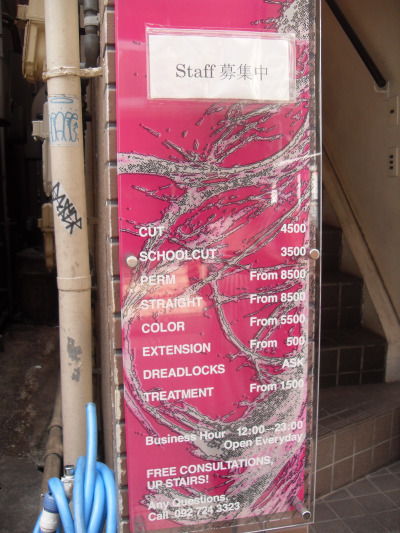 Staff 募集中
CUT 4500
SCHOOLCUT 3500
PERM From 8500
STRAIGHT From 8500
COLOR From 5500
EXTENSION From 500
DREADLOCKS ASK
TREATMENT From 1500
Business Hour 12:00—23:00
Open Everyday
FREE CONSULTATIONS,
UP STAIRS!
Any Questions,
Call 092 724 3323